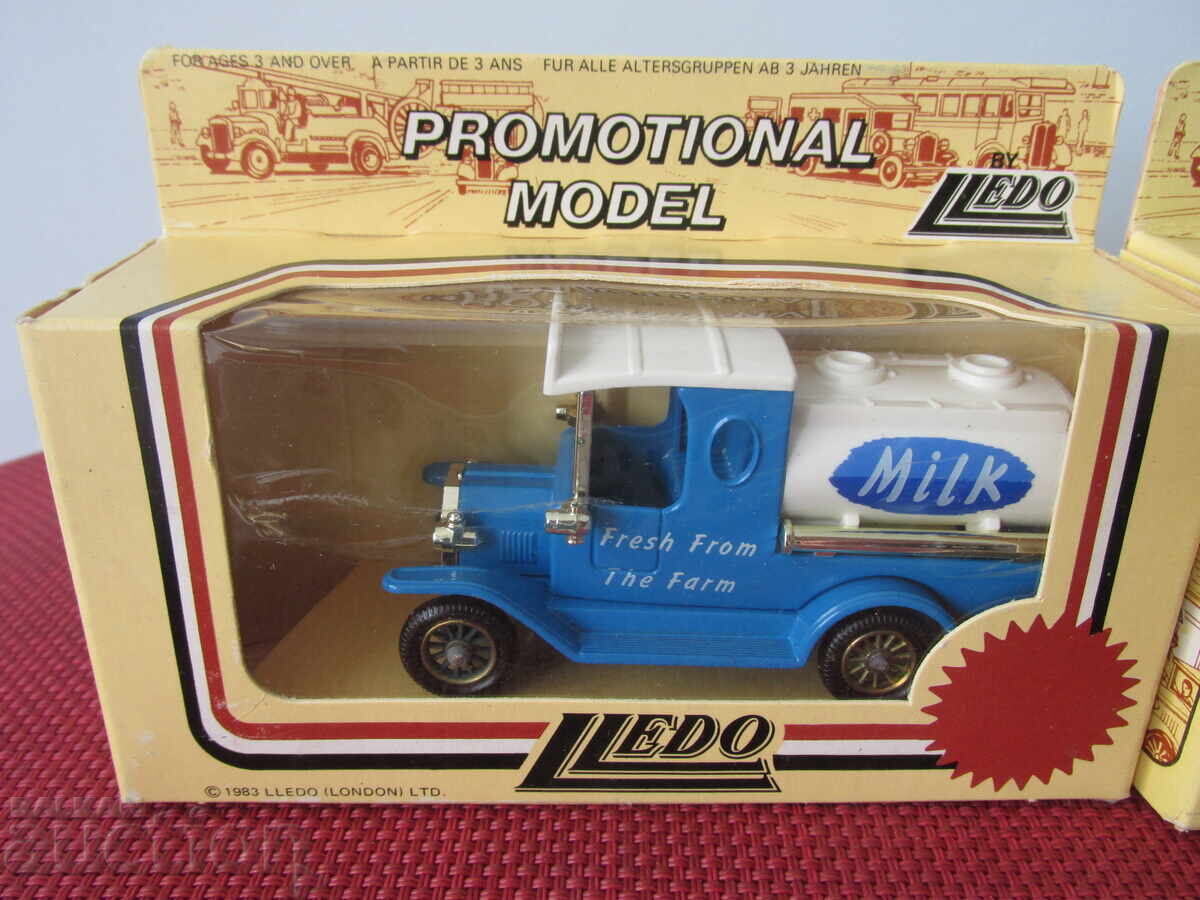 FOR AGES 3 AND OVER A PARTIR DE 3 ANS FUR ALLE ALTERSGRUPPEN AB 3 JAHREN
PROMOTIONAL
MODEL
BY
LLEDO
Milk
Fresh From
The Farm
LLEDO
© 1983 LLEDO (LONDON) LTD.